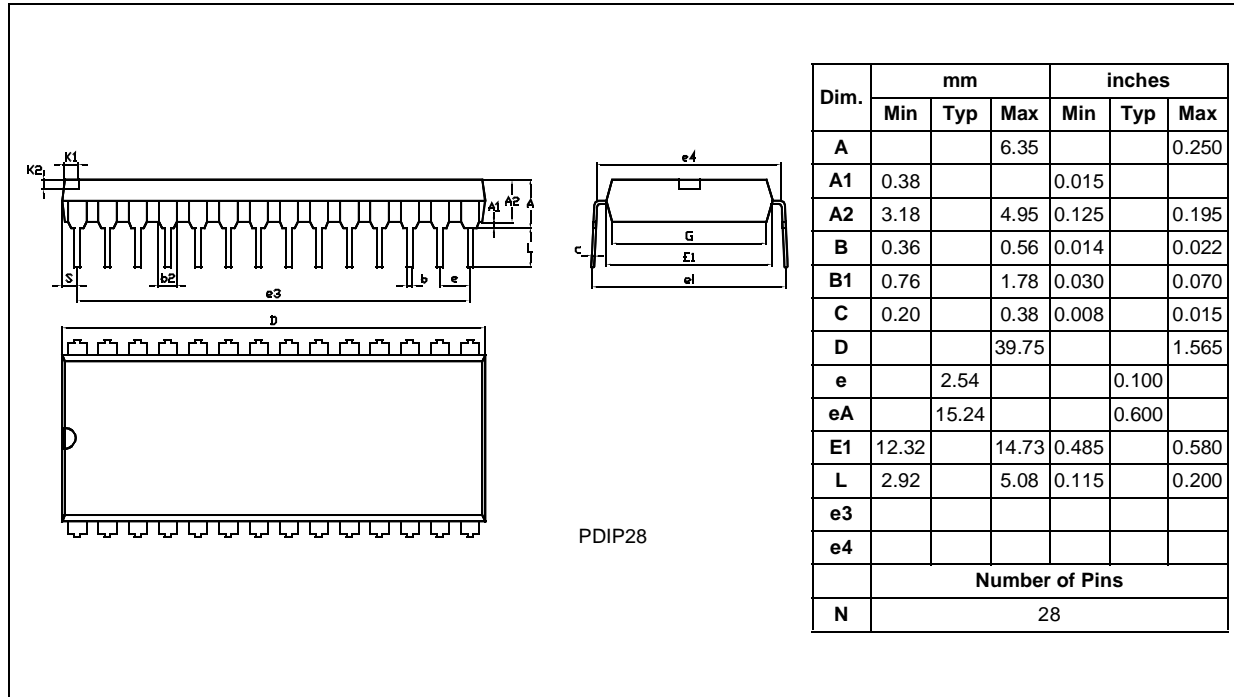 K1
K2
A1
A2
A
L
S
b2
b
e
e3
D
e4
c
G
E1
e1
PDIP28
Dim. mm inches
Min Typ Max Min Typ Max
A 6.35 0.250
A1 0.38 0.015
A2 3.18 4.95 0.125 0.195
B 0.36 0.56 0.014 0.022
B1 0.76 1.78 0.030 0.070
C 0.20 0.38 0.008 0.015
D 39.75 1.565
e 2.54 0.100
eA 15.24 0.600
E1 12.32 14.73 0.485 0.580
L 2.92 5.08 0.115 0.200
e3
e4
Number of Pins
N 28